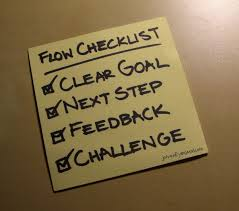 FLOW CHECKLIST
CLEAR GOAL
NEXT STEP
FEEDBACK
CHALLENGE